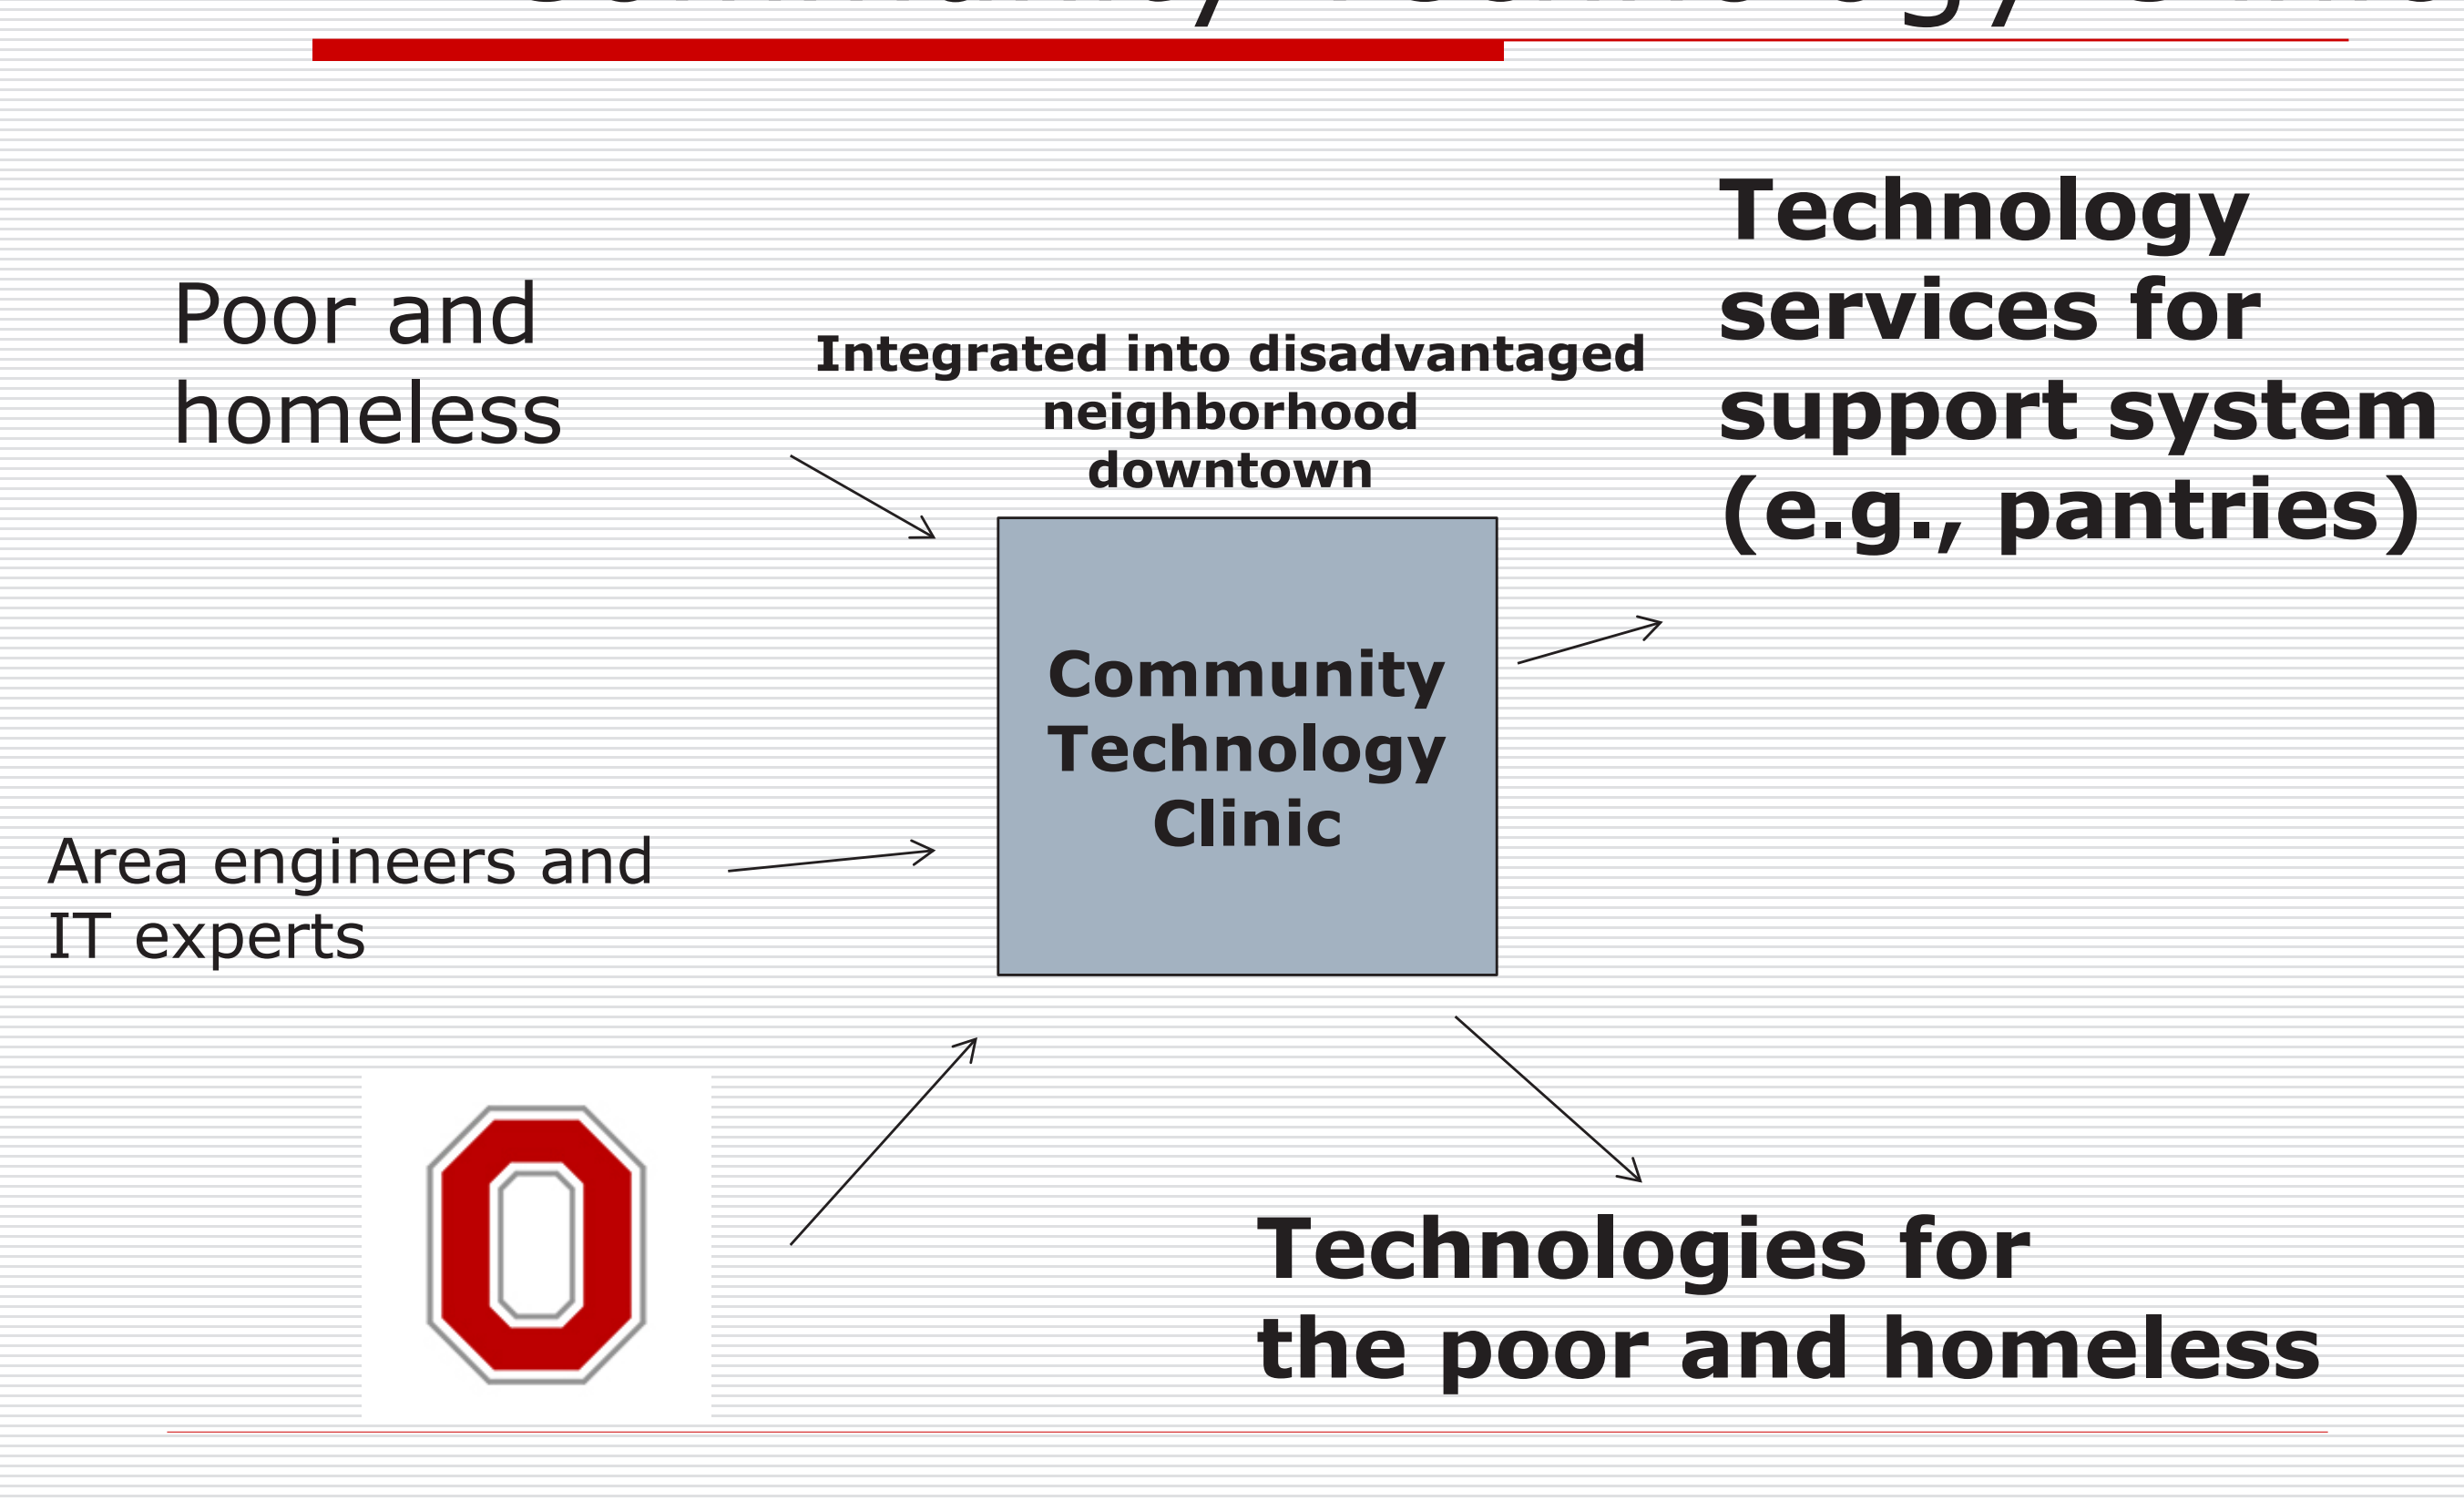 Technology
services for
support system
(e.g., pantries)
Poor and
homeless
Integrated into disadvantaged
neighborhood
downtown
Community
Technology
Clinic
Area engineers and
IT experts
O
Technologies for
the poor and homeless